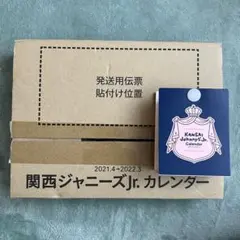 発送用伝票
貼付け位置
2021.4→2022.3
関西ジャニーズJr.カレンダー
KANSAI
Johnny's Jr.
Calendar